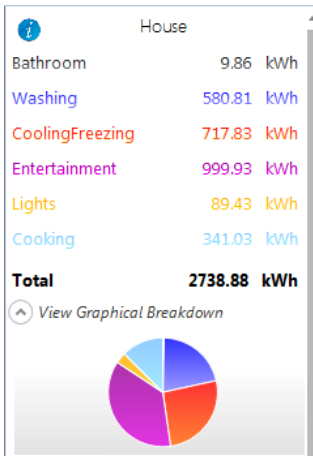 i House
Bathroom 9.86 kWh
Washing 580.81 kWh
CoolingFreezing 717.83 kWh
Entertainment 999.93 kWh
Lights 89.43 kWh
Cooking 341.03 kWh
Total 2738.88 kWh
View Graphical Breakdown